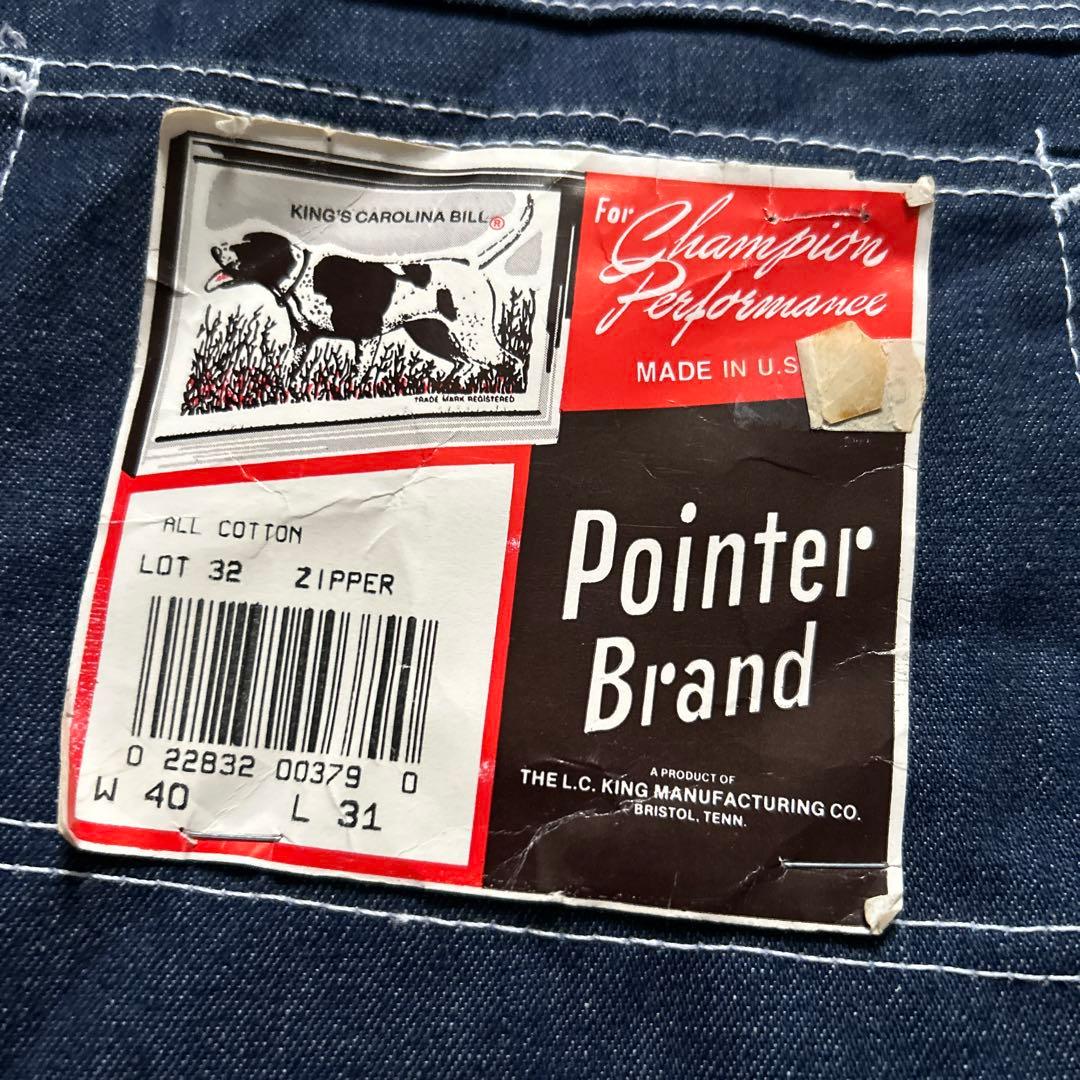 KING'S CAROLINA BILL®
TRADE MARK REGISTERED
For
Champion
Performance
MADE IN U.S
ALL COTTON
LOT 32 ZIPPER
0 22832 00379 0
W 40 L 31
Pointer
Brand
A PRODUCT OF
THE L.C. KING MANUFACTURING CO.
BRISTOL, TENN.